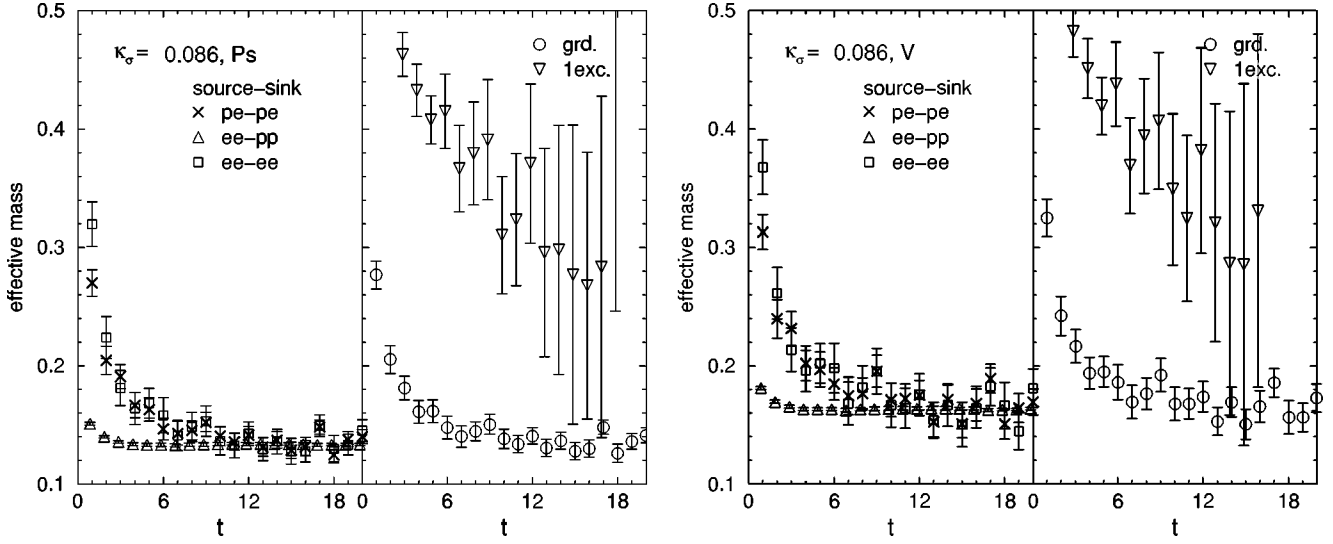 0.5
0.4
0.3
0.2
0.1
effective mass
κσ = 0.086, Ps
source−sink
pe−pe
ee−pp
ee−ee
grd.
1exc.
0 6 12 18 0 6 12 18
t t
0.5
0.4
0.3
0.2
0.1
effective mass
κσ = 0.086, V
source−sink
pe−pe
ee−pp
ee−ee
grd.
1exc.
0 6 12 18 0 6 12 18
t t